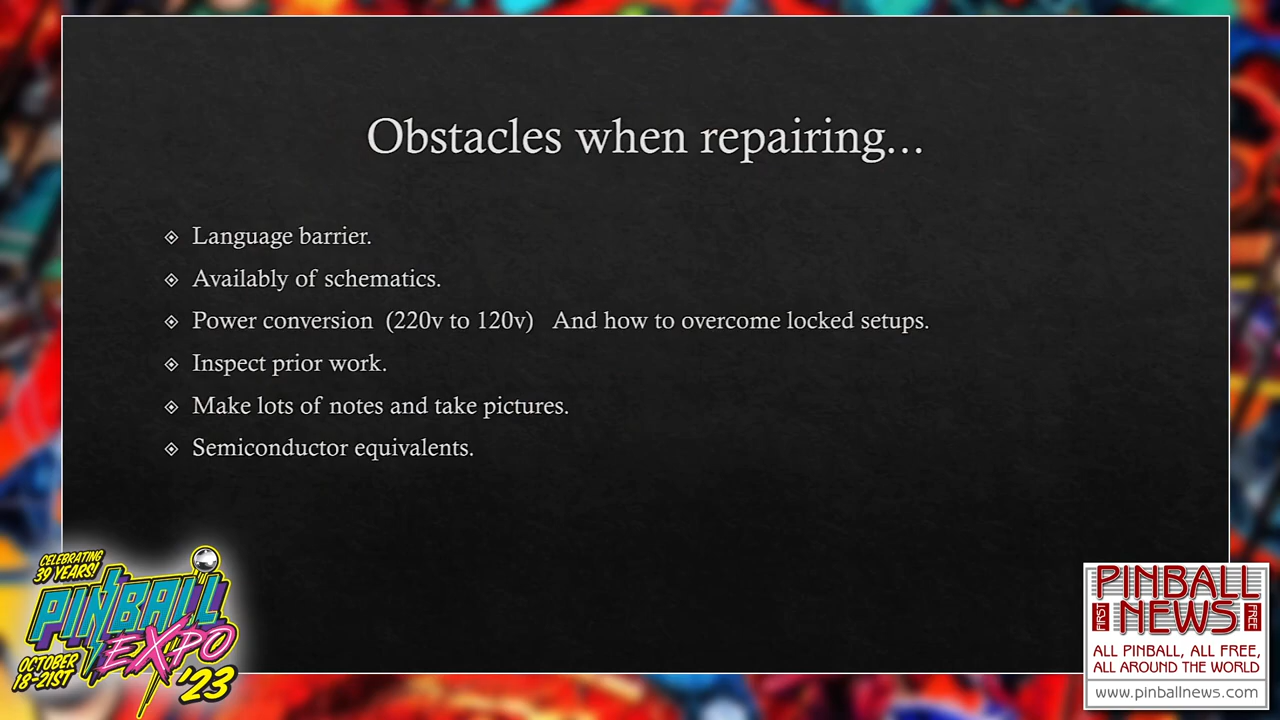 Obstacles when repairing...
Language barrier.
Availably of schematics.
Power conversion (220v to 120v) And how to overcome locked setups.
Inspect prior work.
Make lots of notes and take pictures.
Semiconductor equivalents.
CELEBRATING
39 YEARS!
PINBALL
EXPO
OCTOBER
18-21ST
'23
PINBALL
FIRST NEWS FREE
ALL PINBALL, ALL FREE,
ALL AROUND THE WORLD
www.pinballnews.com